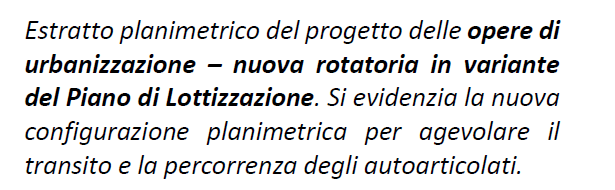 Estratto planimetrico del progetto delle opere di
urbanizzazione – nuova rotatoria in variante
del Piano di Lottizzazione. Si evidenzia la nuova
configurazione planimetrica per agevolare il
transito e la percorrenza degli autoarticolati.